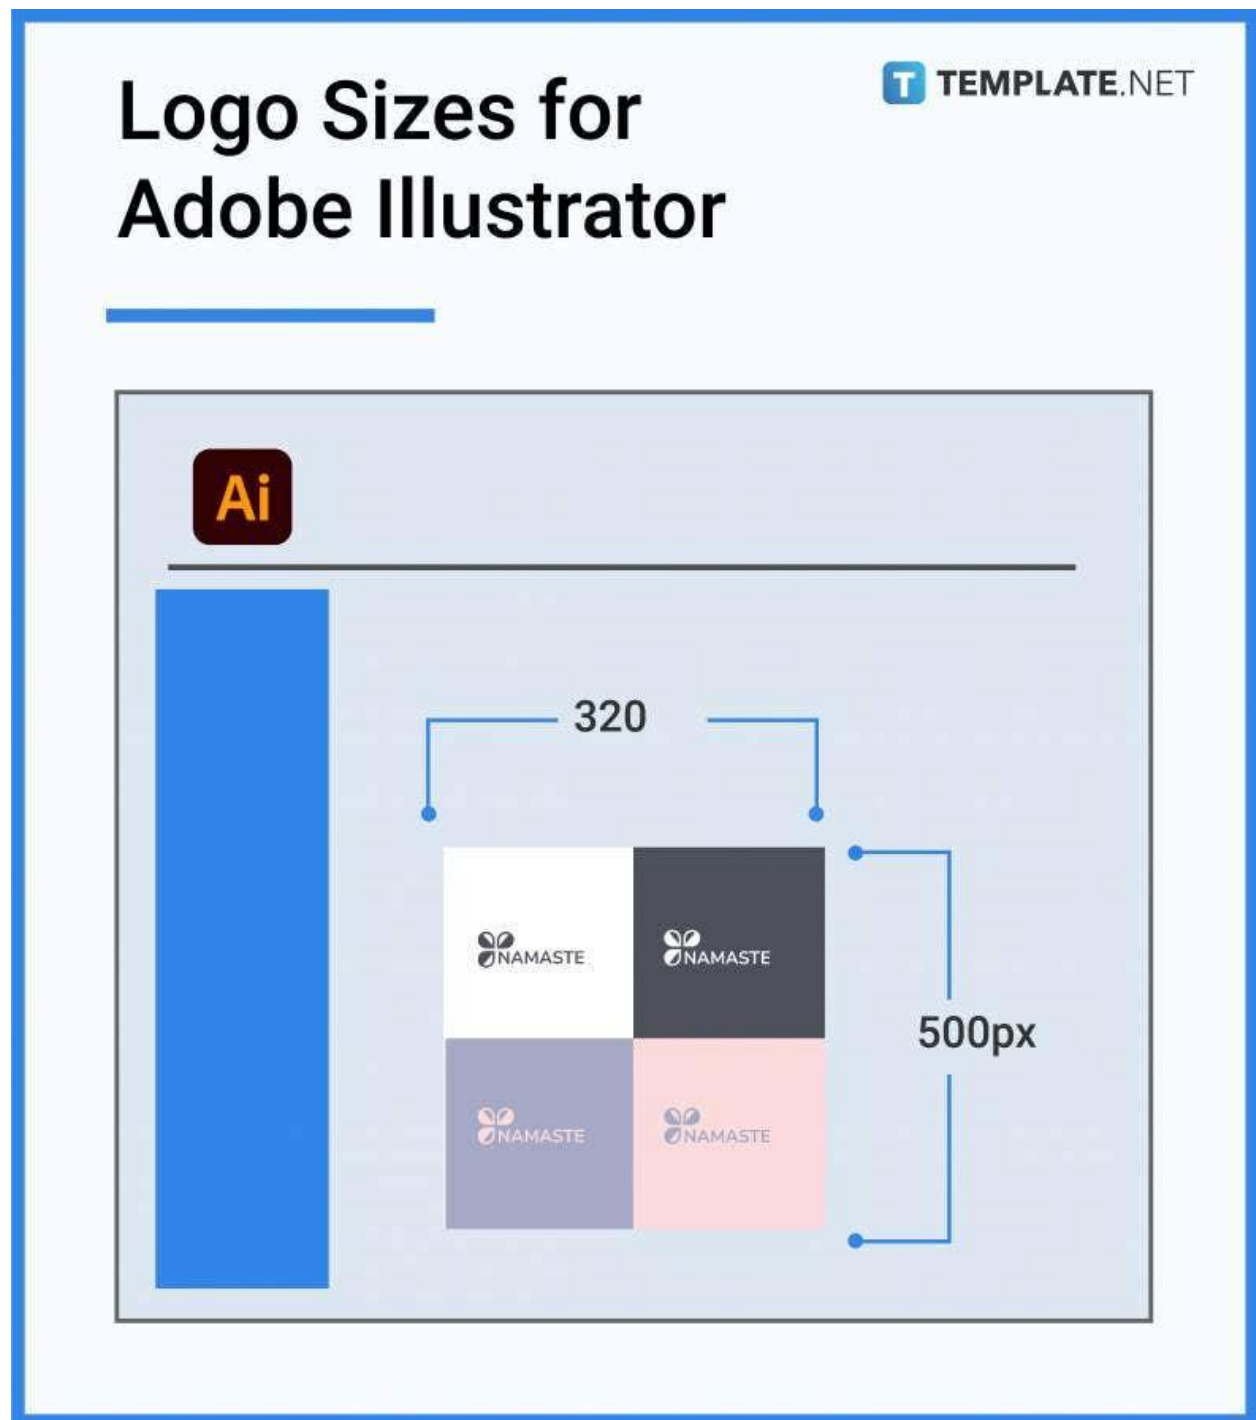 Logo Sizes for
Adobe Illustrator
T TEMPLATE.NET
Ai
320
NAMASTE
NAMASTE
500px
NAMASTE
NAMASTE